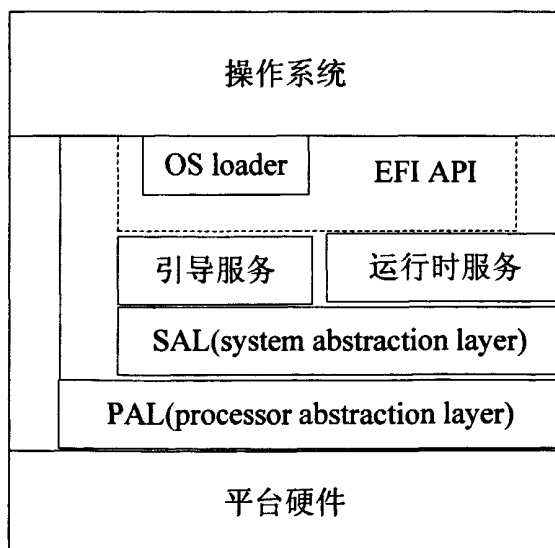 操作系统
OS loader
EFI API
引导服务
运行时服务
SAL(system abstraction layer)
PAL(processor abstraction layer)
平台硬件